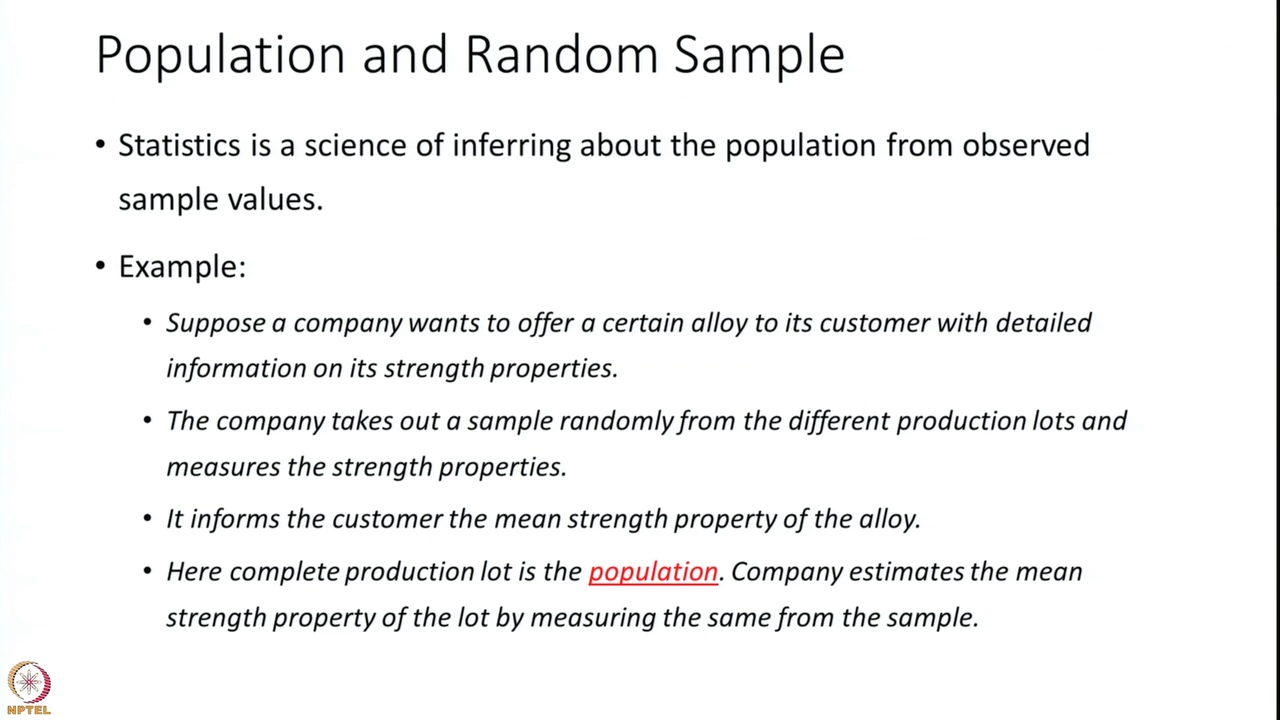 Population and Random Sample
• Statistics is a science of inferring about the population from observed
sample values.
• Example:
• Suppose a company wants to offer a certain alloy to its customer with detailed
information on its strength properties.
• The company takes out a sample randomly from the different production lots and
measures the strength properties.
• It informs the customer the mean strength property of the alloy.
• Here complete production lot is the population. Company estimates the mean
strength property of the lot by measuring the same from the sample.
NPTEL